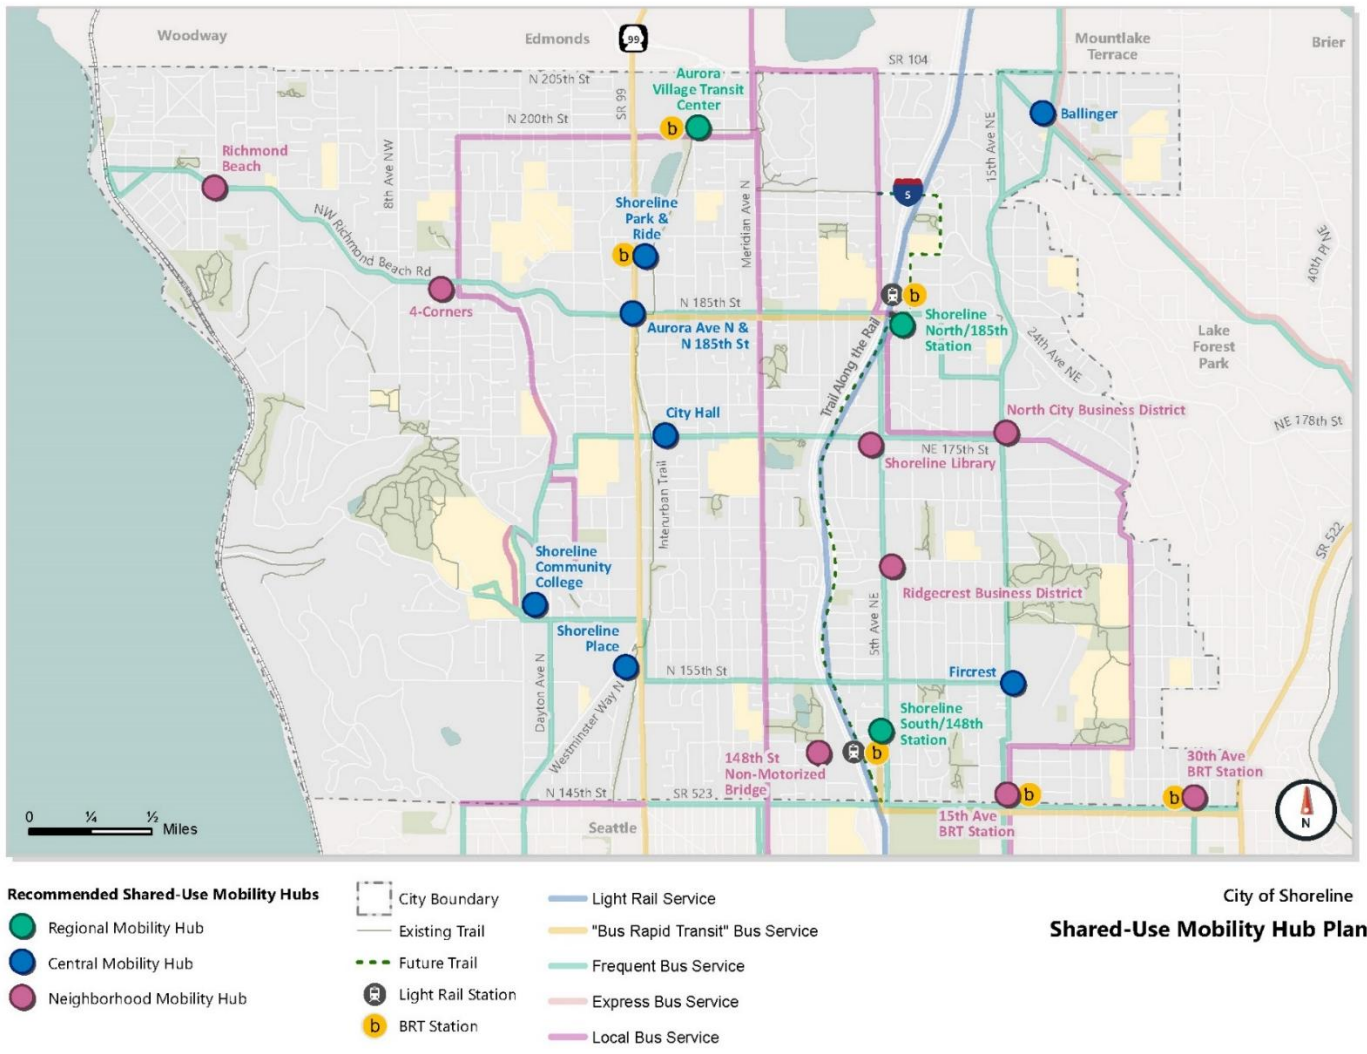 Woodway
Edmonds
99
Mountlake
Terrace
Brier
SR 104
N 205th St
Aurora
Village Transit
Center
SR 99
N 200th St
b
Ballinger
15th Ave NE
Richmond
Beach
8th Ave NW
5
Shoreline
Park &
Ride
b
Meridian Ave N
NW Richmond Beach Rd
40th Pl NE
4-Corners
N 185th St
b
Aurora Ave N &
N 185th St
Shoreline
North/185th
Station
Lake
Forest
Park
24th Ave NE
Trail Along the Rail
City Hall
North City Business District
NE 178th St
NE 175th St
Shoreline Library
Interurban Trail
SR 522
Shoreline
Community
College
Ridgecrest Business District
5th Ave NE
Shoreline
Place
N 155th St
Fircrest
Dayton Ave N
Westminster Way N
Shoreline
South/148th
Station
b
148th St
Non-Motorized
Bridge
30th Ave
BRT Station
b
b
N 145th St
SR 523
15th Ave
BRT Station
N
0 ¼ ½
Miles
Seattle
Recommended Shared-Use Mobility Hubs
Regional Mobility Hub
Central Mobility Hub
Neighborhood Mobility Hub
City Boundary
Existing Trail
Future Trail
Light Rail Station
b BRT Station
Light Rail Service
"Bus Rapid Transit" Bus Service
Frequent Bus Service
Express Bus Service
Local Bus Service
City of Shoreline
Shared-Use Mobility Hub Plan